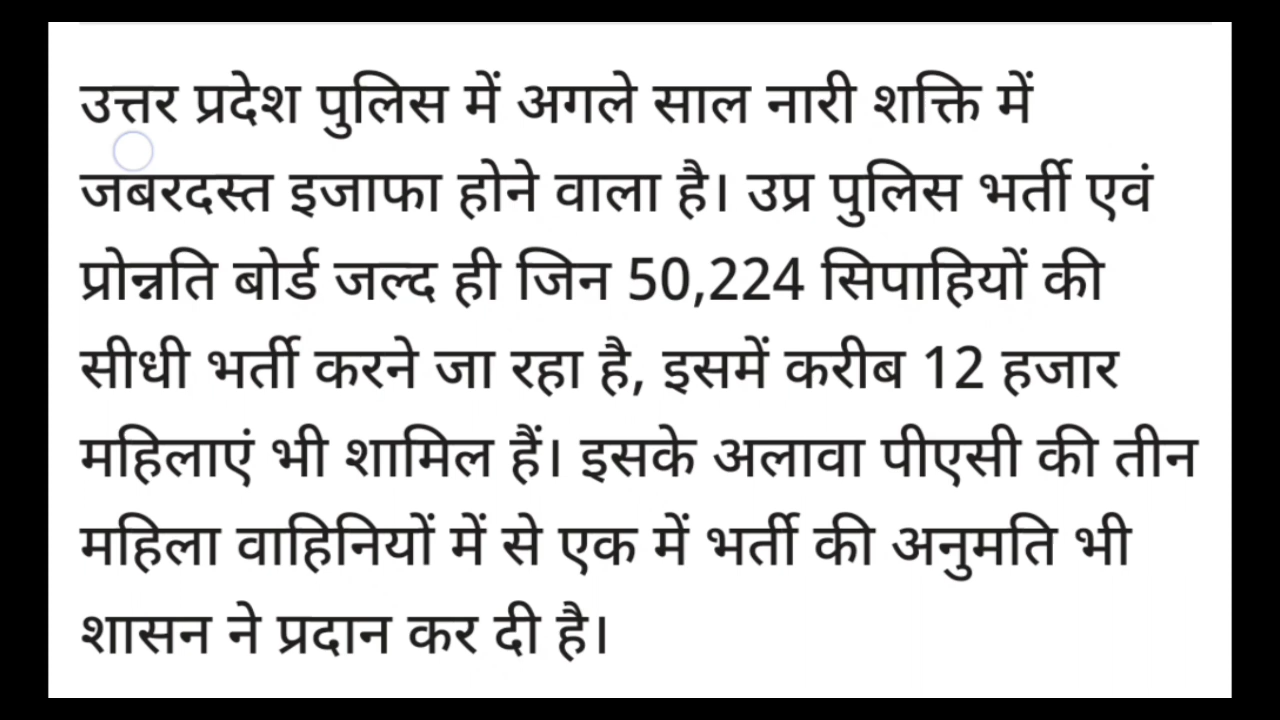 उत्तर प्रदेश पुलिस में अगले साल नारी शक्ति में
जबरदस्त इजाफा होने वाला है। उप्र पुलिस भर्ती एवं
प्रोन्नति बोर्ड जल्द ही जिन 50,224 सिपाहियों की
सीधी भर्ती करने जा रहा है, इसमें करीब 12 हजार
महिलाएं भी शामिल हैं। इसके अलावा पीएसी की तीन
महिला वाहिनियों में से एक में भर्ती की अनुमति भी
शासन ने प्रदान कर दी है।